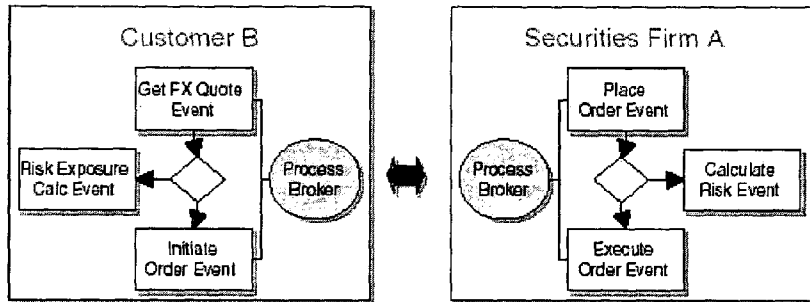 Customer B
Get FX Quote
Event
Risk Exposure
Calc Event
Process
Broker
Initiate
Order Event
Securities Firm A
Place
Order Event
Process
Broker
Calculate
Risk Event
Execute
Order Event